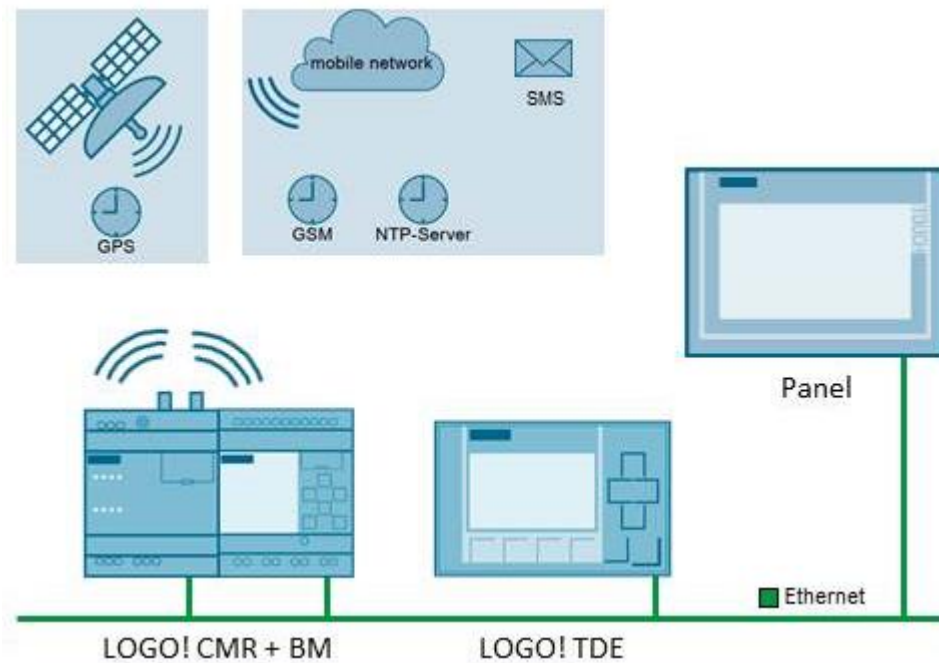 mobile network
SMS
GPS
GSM
NTP-Server
Panel
Ethernet
LOGO! CMR + BM
LOGO! TDE